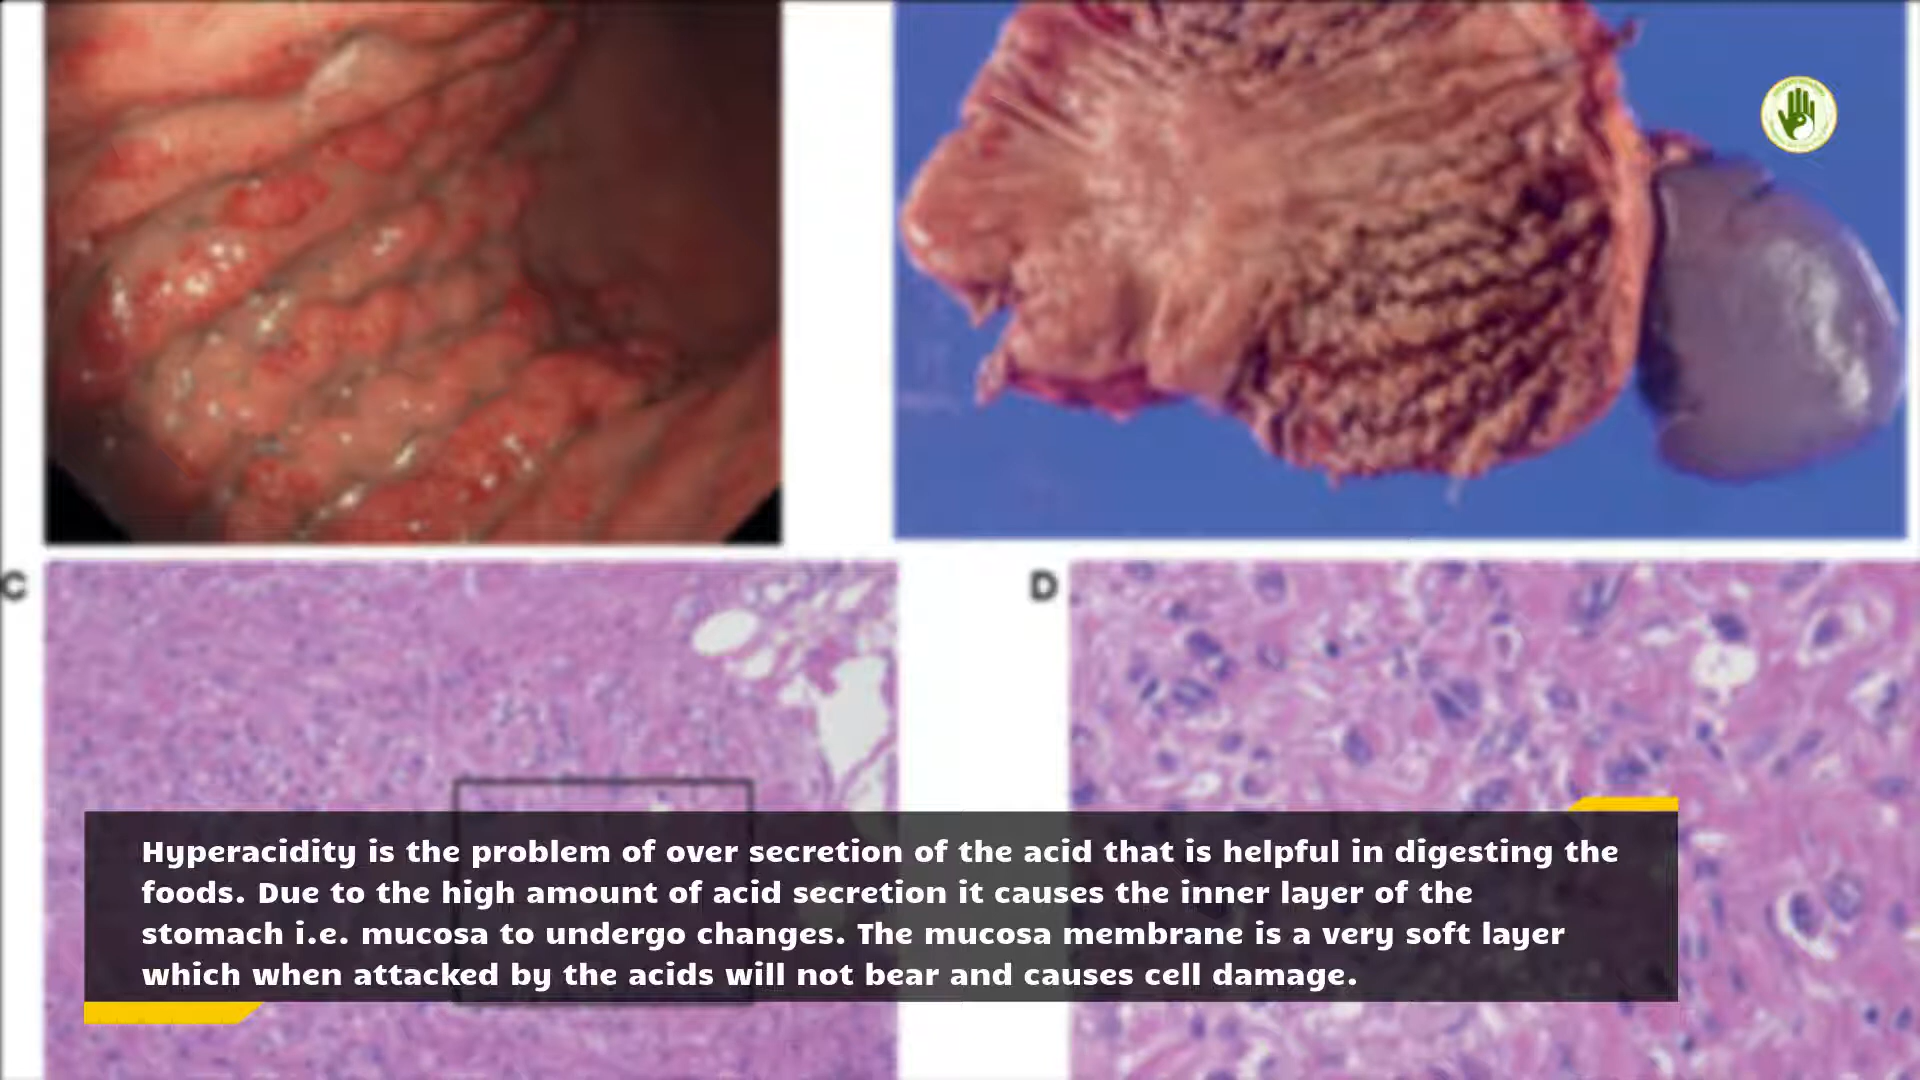 C
D
Hyperacidity is the problem of over secretion of the acid that is helpful in digesting the
foods. Due to the high amount of acid secretion it causes the inner layer of the
stomach i.e. mucosa to undergo changes. The mucosa membrane is a very soft layer
which when attacked by the acids will not bear and causes cell damage.